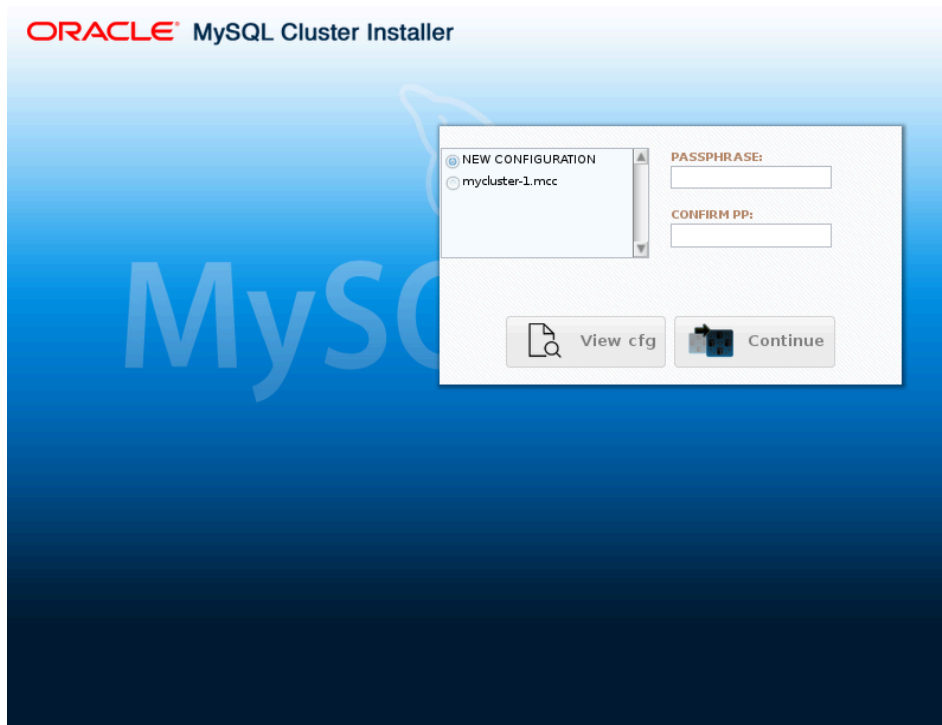 ORACLE® MySQL Cluster Installer
NEW CONFIGURATION
mycluster-1.mcc
PASSPHRASE:
CONFIRM PP:
MySQ
View cfg
Continue